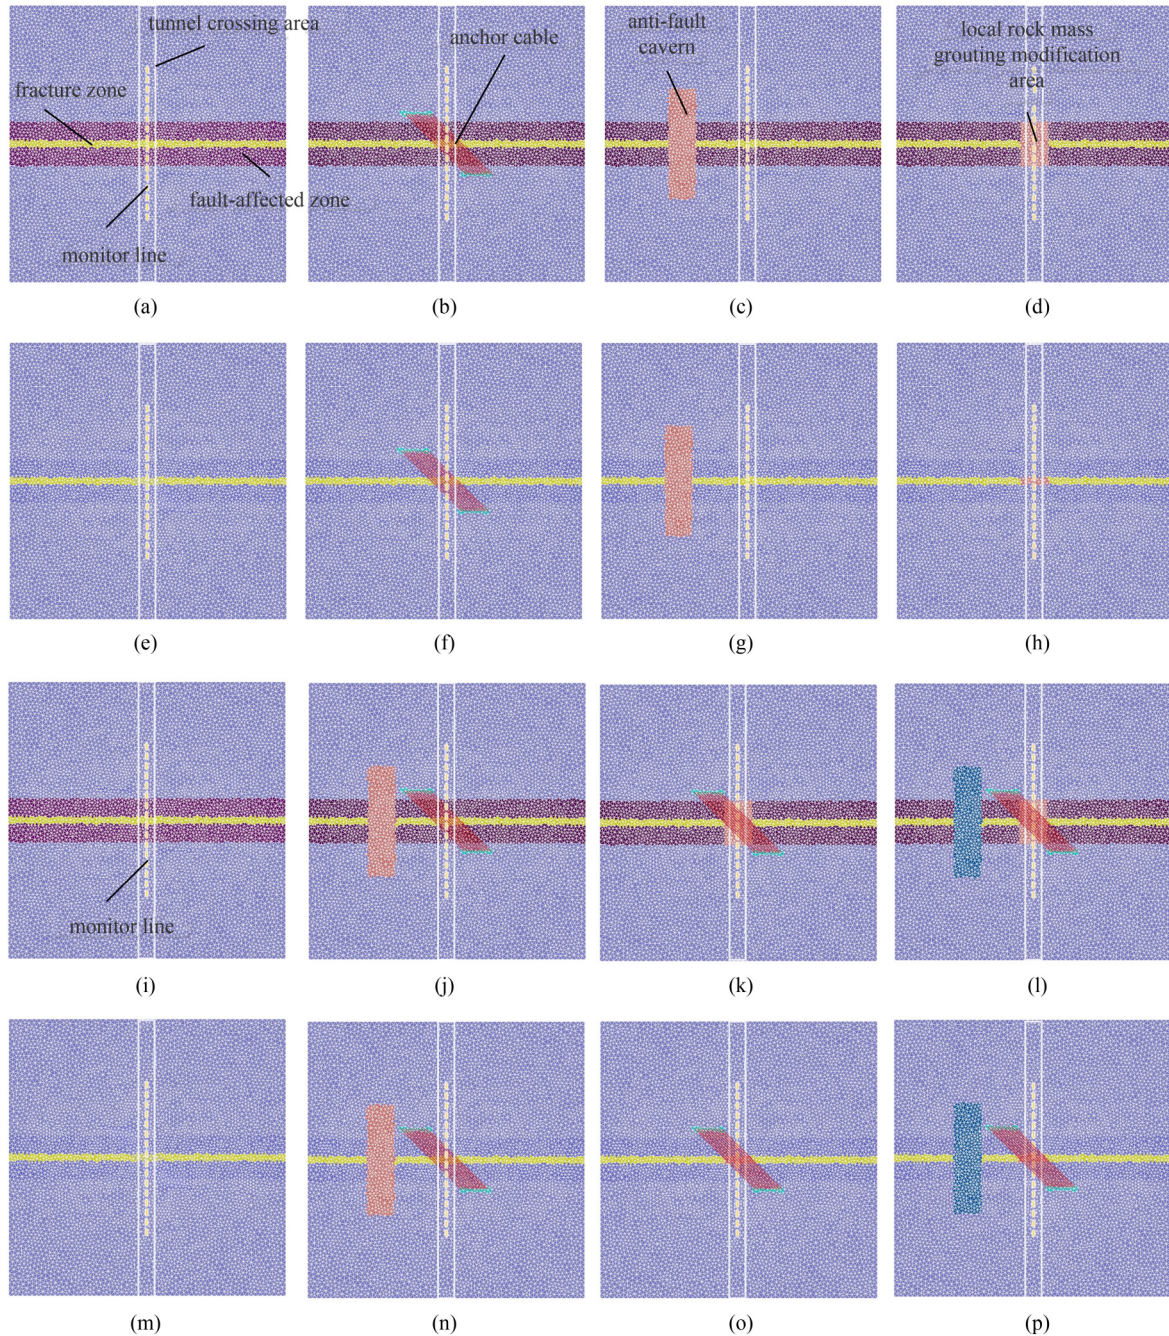 tunnel crossing area
fracture zone
fault-affected zone
monitor line
(a)
anchor cable
(b)
anti-fault
cavern
(c)
local rock mass
grouting modification
area
(d)
(e)
(f)
(g)
(h)
monitor line
(i)
(j)
(k)
(l)
(m)
(n)
(o)
(p)